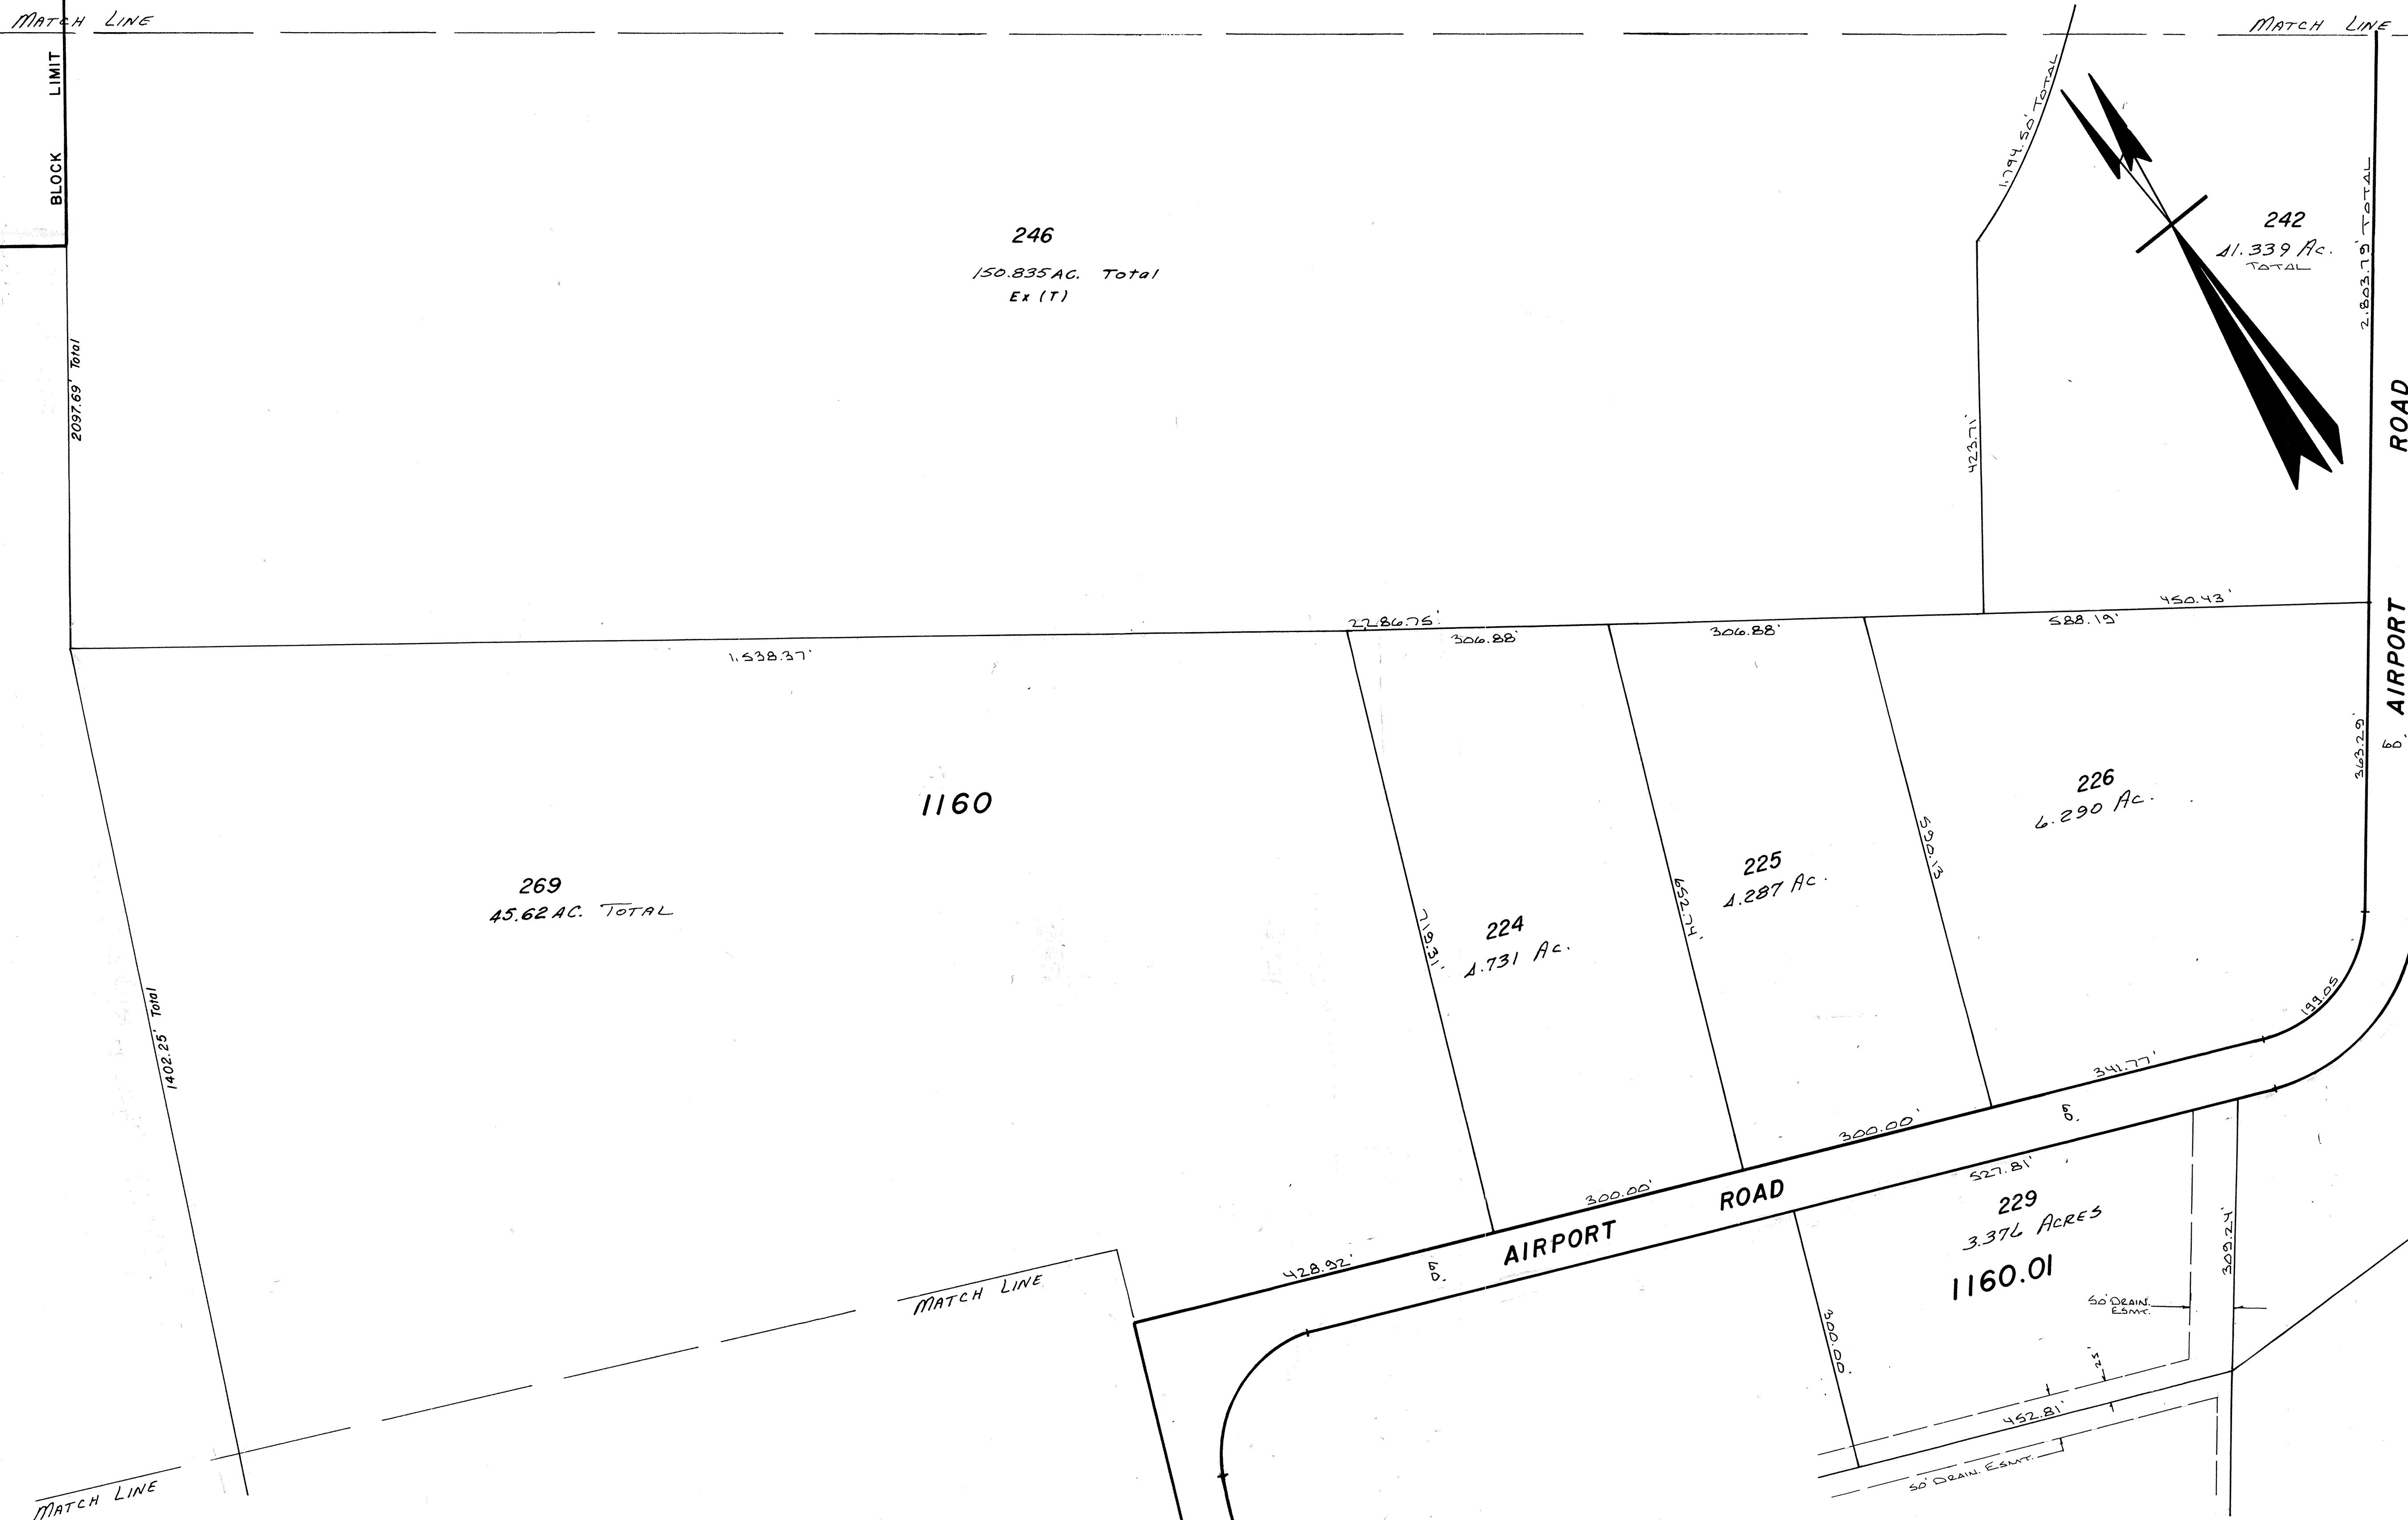 MATCH LINE
MATCH LINE
BLOCK LIMIT
1,794.50' TOTAL
242
41.339 Ac.
TOTAL
2,803.79' TOTAL
246
150.835 AC. Total
Ex (T)
2097.69' Total
423.71'
AIRPORT ROAD
60'
450.43'
2,286.75'
588.19'
306.88'
306.88'
1,538.37'
363.29'
226
6.290 Ac.
1160
590.13
225
4.287 Ac.
269
45.62 AC. TOTAL
652.74'
224
4.731 Ac.
719.31'
199.05
1402.25' Total
341.77'
60'
300.00'
300.00'
527.81'
AIRPORT ROAD
229
3.376 ACRES
1160.01
309.24'
428.92'
60'
MATCH LINE
50' DRAIN.
ESMT.
300.00'
25'
452.81'
50' DRAIN. ESMT.
MATCH LINE